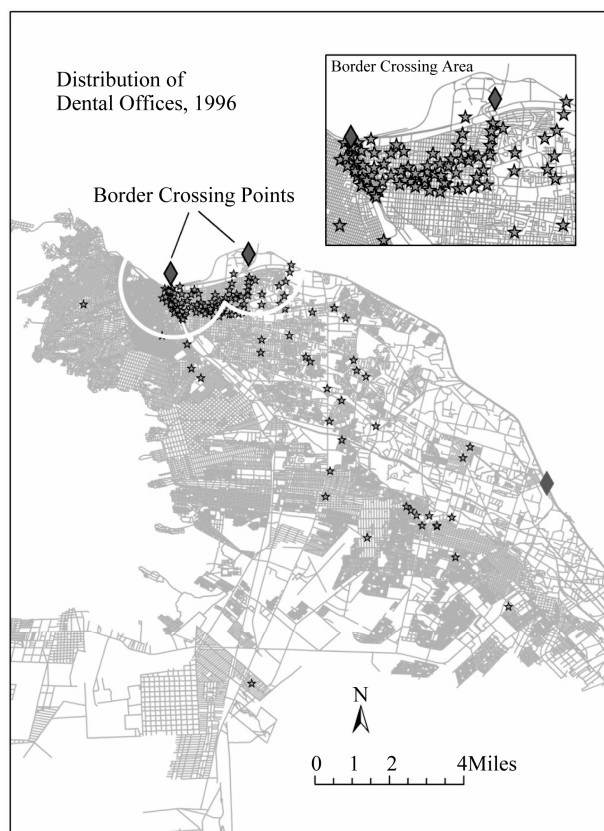 Distribution of
Dental Offices, 1996
Border Crossing Area
Border Crossing Points
N
0 1 2 4Miles